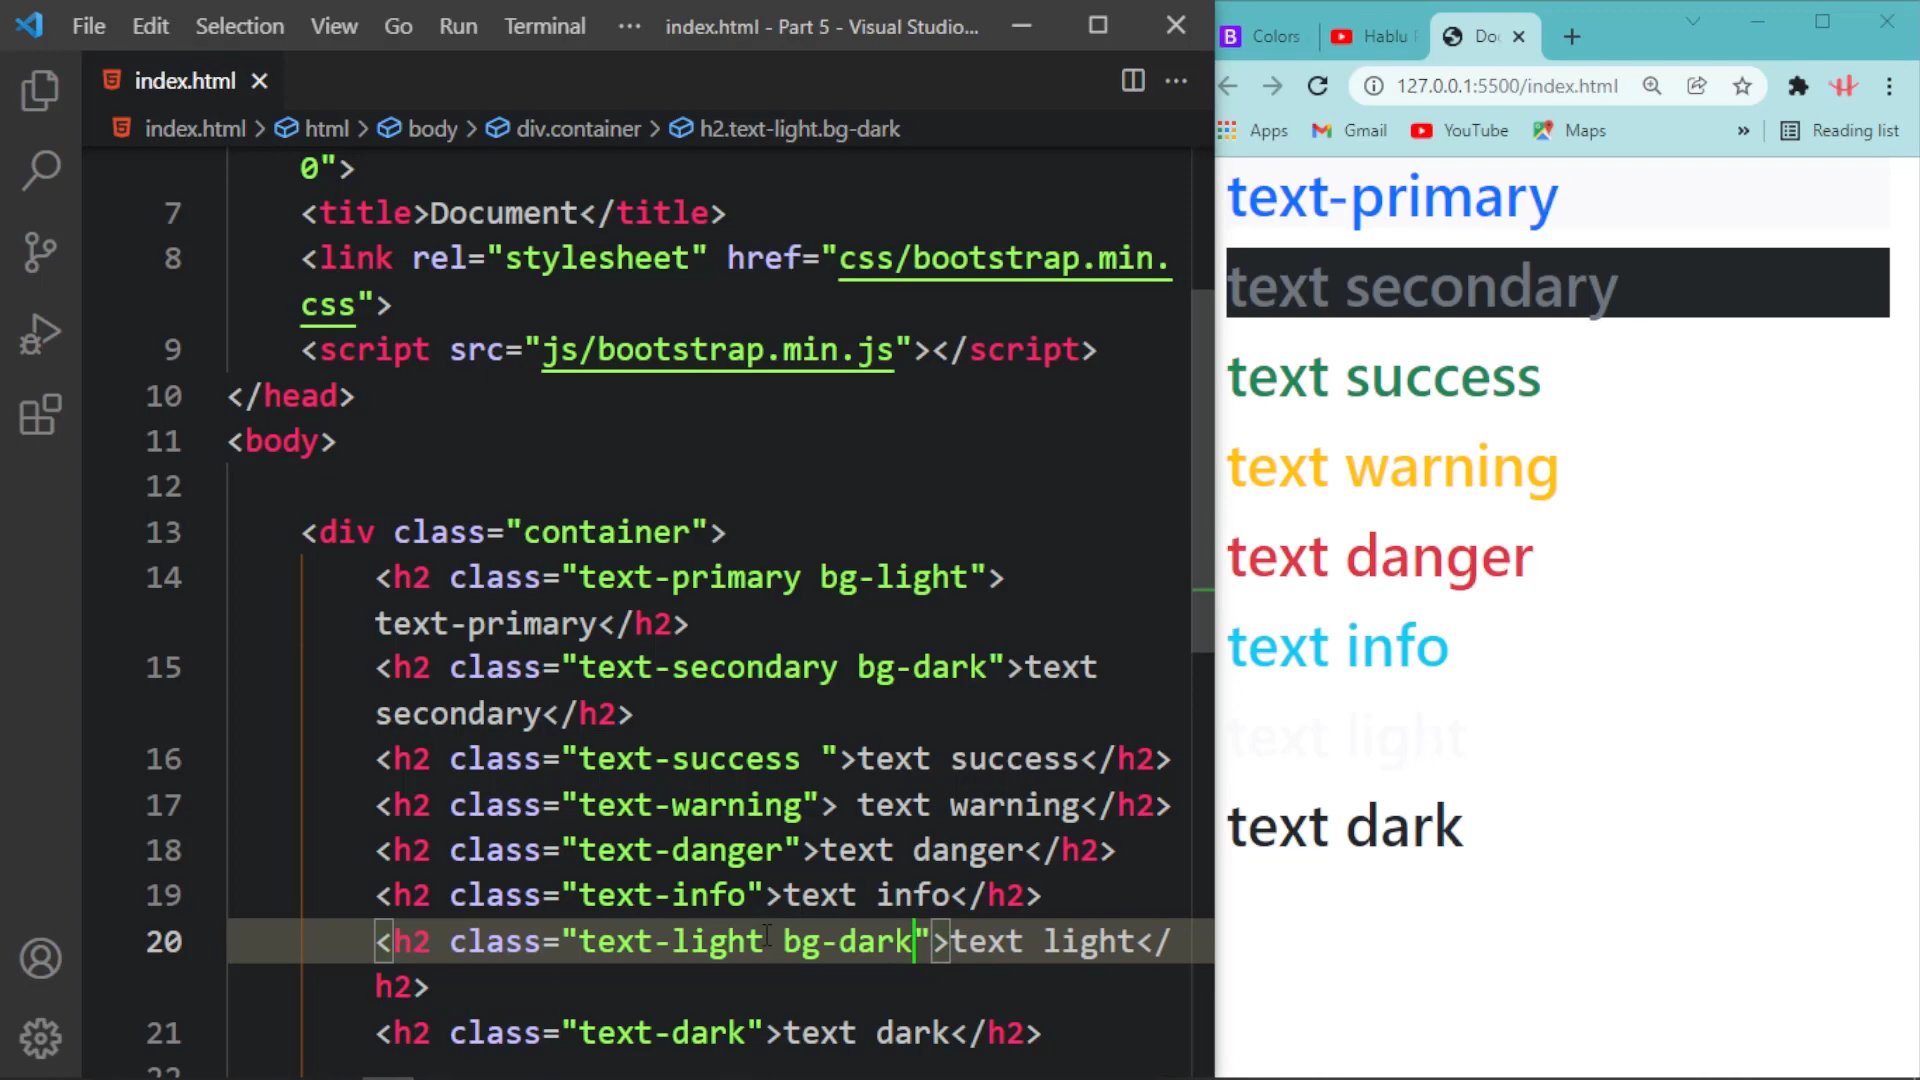 File Edit Selection View Go Run Terminal ··· index.html - Part 5 - Visual Studio...
index.html
index.html > html > body > div.container > h2.text-light.bg-dark
0">
7 <title>Document</title>
8 <link rel="stylesheet" href="css/bootstrap.min.
css">
9 <script src="js/bootstrap.min.js"></script>
10 </head>
11 <body>
12
13 <div class="container">
14 <h2 class="text-primary bg-light">
text-primary</h2>
15 <h2 class="text-secondary bg-dark">text
secondary</h2>
16 <h2 class="text-success ">text success</h2>
17 <h2 class="text-warning"> text warning</h2>
18 <h2 class="text-danger">text danger</h2>
19 <h2 class="text-info">text info</h2>
20 <h2 class="text-light bg-dark">text light</
h2>
21 <h2 class="text-dark">text dark</h2>
22
B Colors Hablu Doc
127.0.0.1:5500/index.html
Apps Gmail YouTube Maps » Reading list
text-primary
text secondary
text success
text warning
text danger
text info
text light
text dark